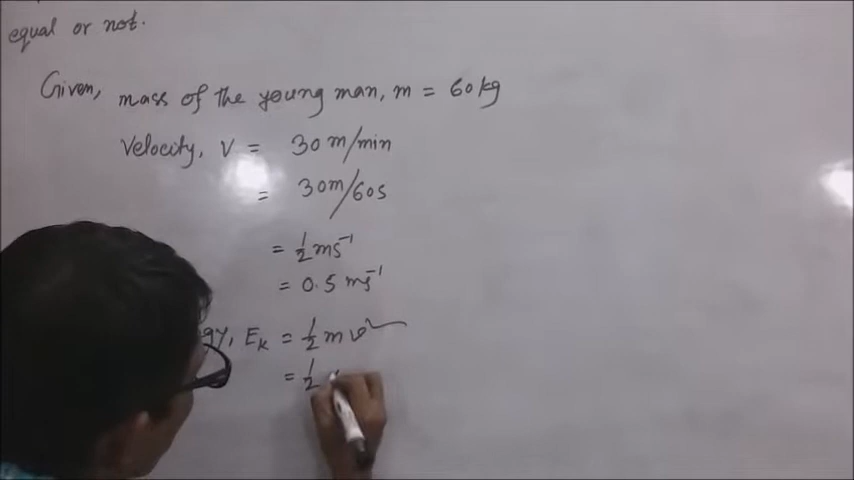 equal or not.
Given, mass of the young man, m = 60 kg
Velocity, V = 30 m/min
= 30m/60s
= 1/2 ms⁻¹
= 0.5 ms⁻¹
gy, Eₖ = 1/2 m v²
= 1/2